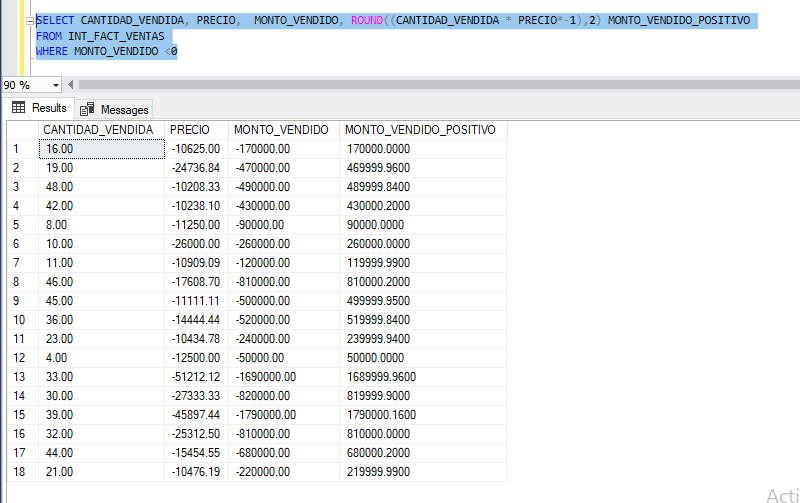 SELECT CANTIDAD_VENDIDA, PRECIO, MONTO_VENDIDO, ROUND((CANTIDAD_VENDIDA * PRECIO*-1),2) MONTO_VENDIDO_POSITIVO
FROM INT_FACT_VENTAS
WHERE MONTO_VENDIDO <0
90 %
Results Messages
CANTIDAD_VENDIDA PRECIO MONTO_VENDIDO MONTO_VENDIDO_POSITIVO
1 16.00 -10625.00 -170000.00 170000.0000
2 19.00 -24736.84 -470000.00 469999.9600
3 48.00 -10208.33 -490000.00 489999.8400
4 42.00 -10238.10 -430000.00 430000.2000
5 8.00 -11250.00 -90000.00 90000.0000
6 10.00 -26000.00 -260000.00 260000.0000
7 11.00 -10909.09 -120000.00 119999.9900
8 46.00 -17608.70 -810000.00 810000.2000
9 45.00 -11111.11 -500000.00 499999.9500
10 36.00 -14444.44 -520000.00 519999.8400
11 23.00 -10434.78 -240000.00 239999.9400
12 4.00 -12500.00 -50000.00 50000.0000
13 33.00 -51212.12 -1690000.00 1689999.9600
14 30.00 -27333.33 -820000.00 819999.9000
15 39.00 -45897.44 -1790000.00 1790000.1600
16 32.00 -25312.50 -810000.00 810000.0000
17 44.00 -15454.55 -680000.00 680000.2000
18 21.00 -10476.19 -220000.00 219999.9900
Acti